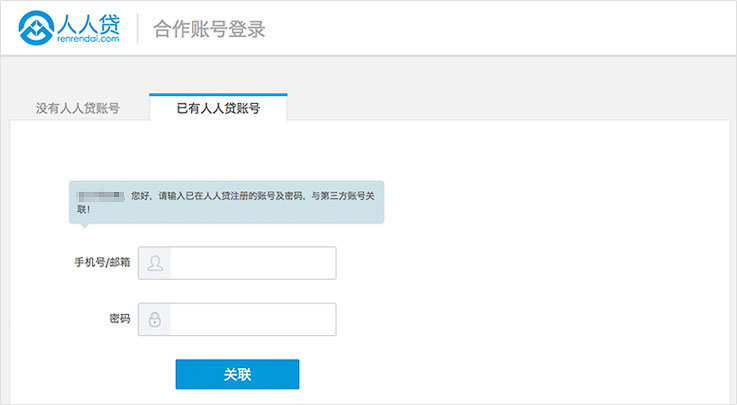 人人贷
renrendai.com
合作账号登录
没有人人贷账号
已有人人贷账号
，您好，请输入已在人人贷注册的账号及密码，与第三方账号关
联！
手机号/邮箱
密码
关联